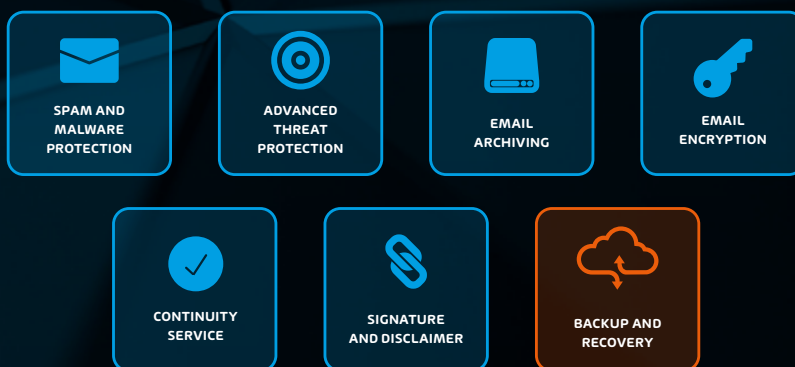 SPAM AND
MALWARE
PROTECTION
ADVANCED
THREAT
PROTECTION
EMAIL
ARCHIVING
EMAIL
ENCRYPTION
CONTINUITY
SERVICE
SIGNATURE
AND DISCLAIMER
BACKUP AND
RECOVERY